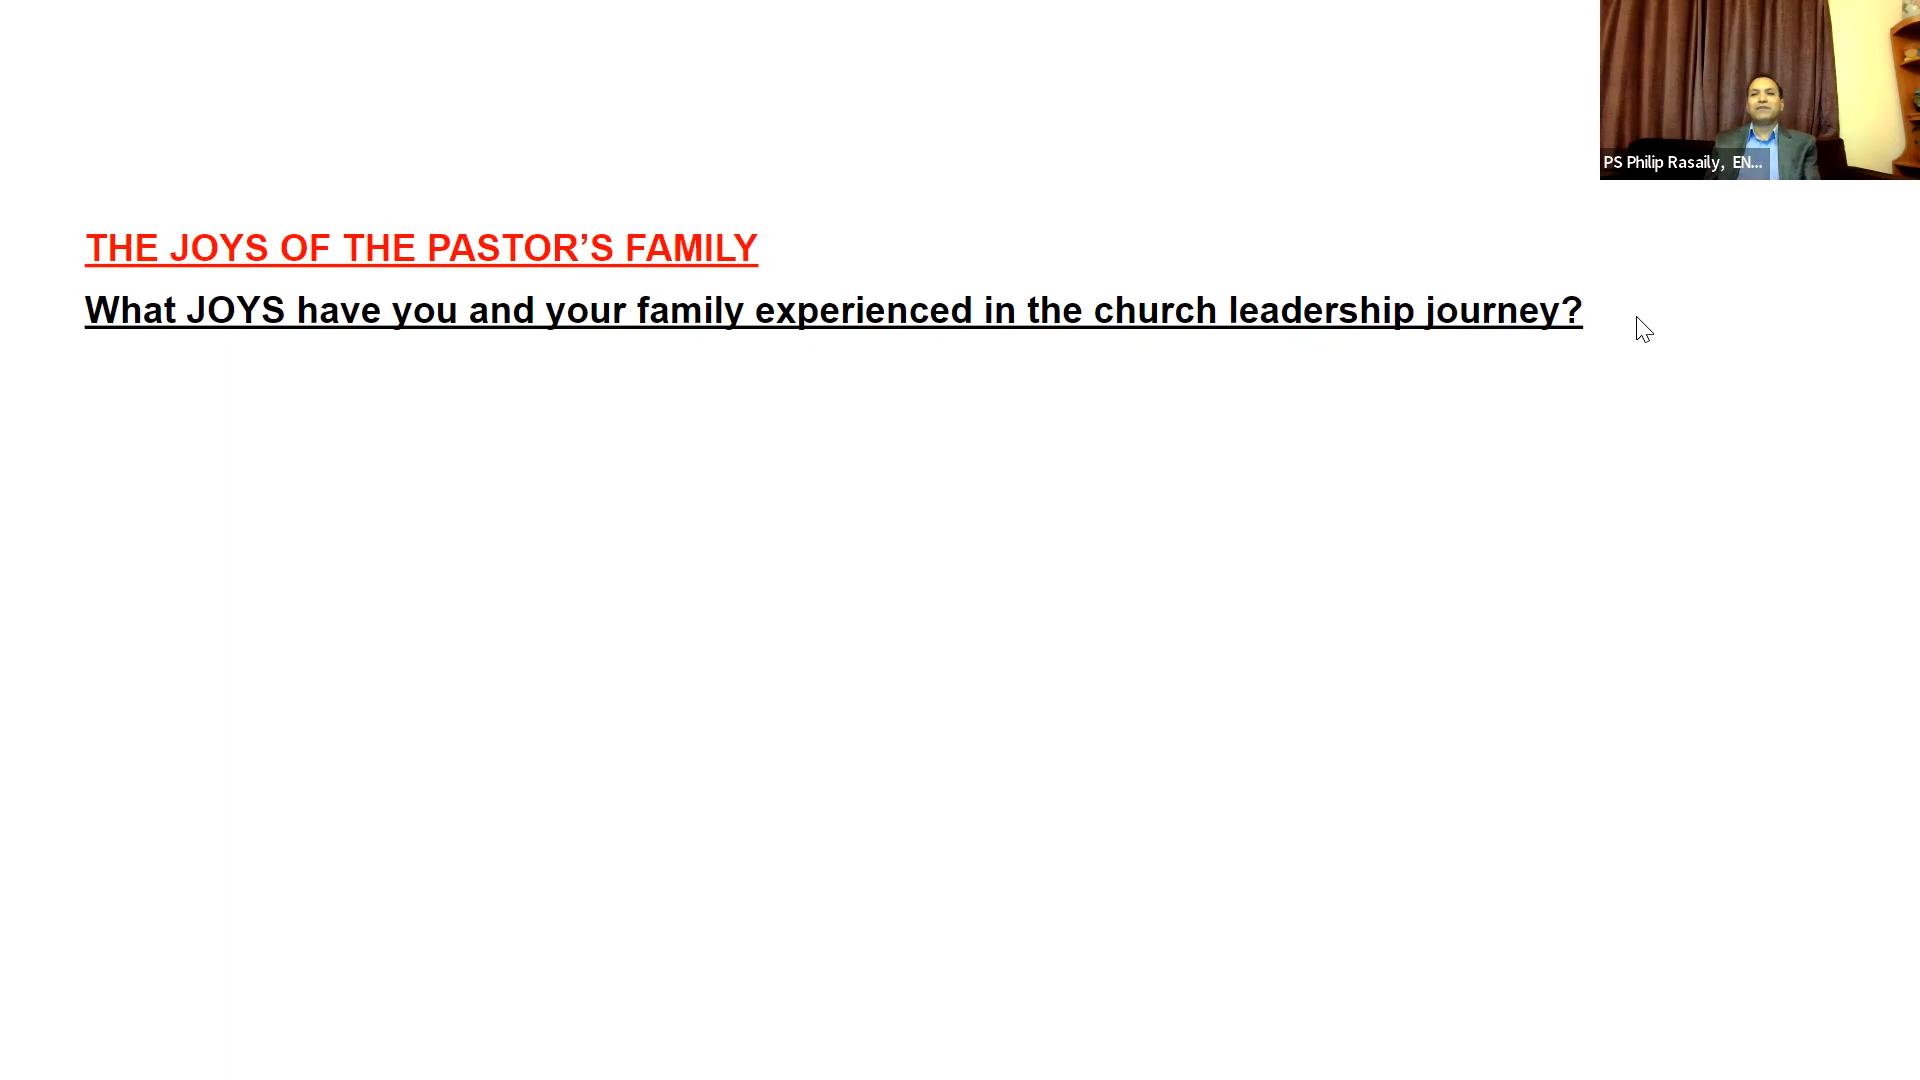 PS Philip Rasaily, EN...
THE JOYS OF THE PASTOR’S FAMILY
What JOYS have you and your family experienced in the church leadership journey?